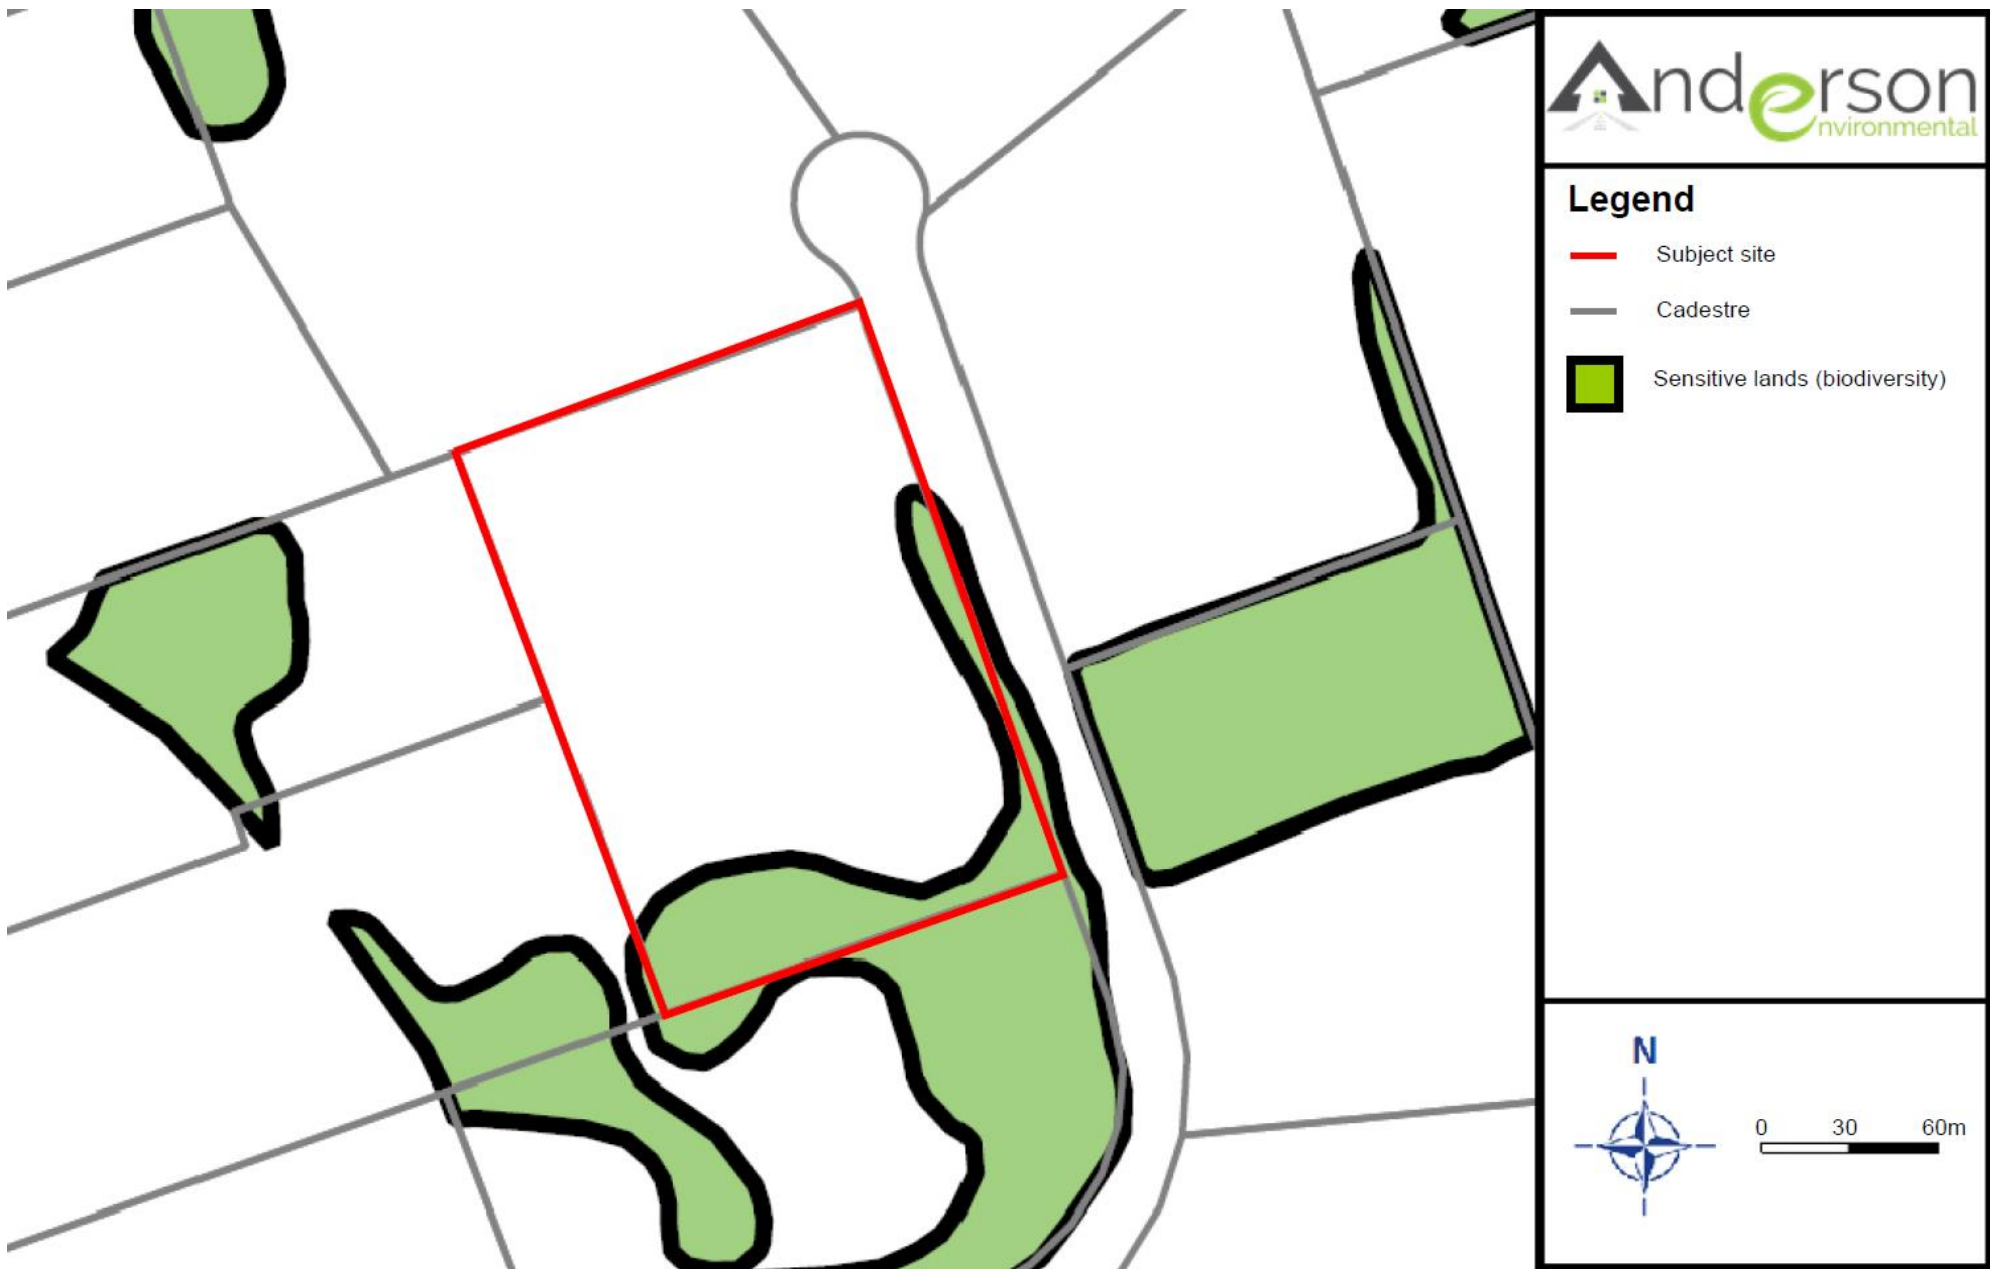 Anderson
nvironmental
Legend
Subject site
Cadestre
Sensitive lands (biodiversity)
N
0 30 60m